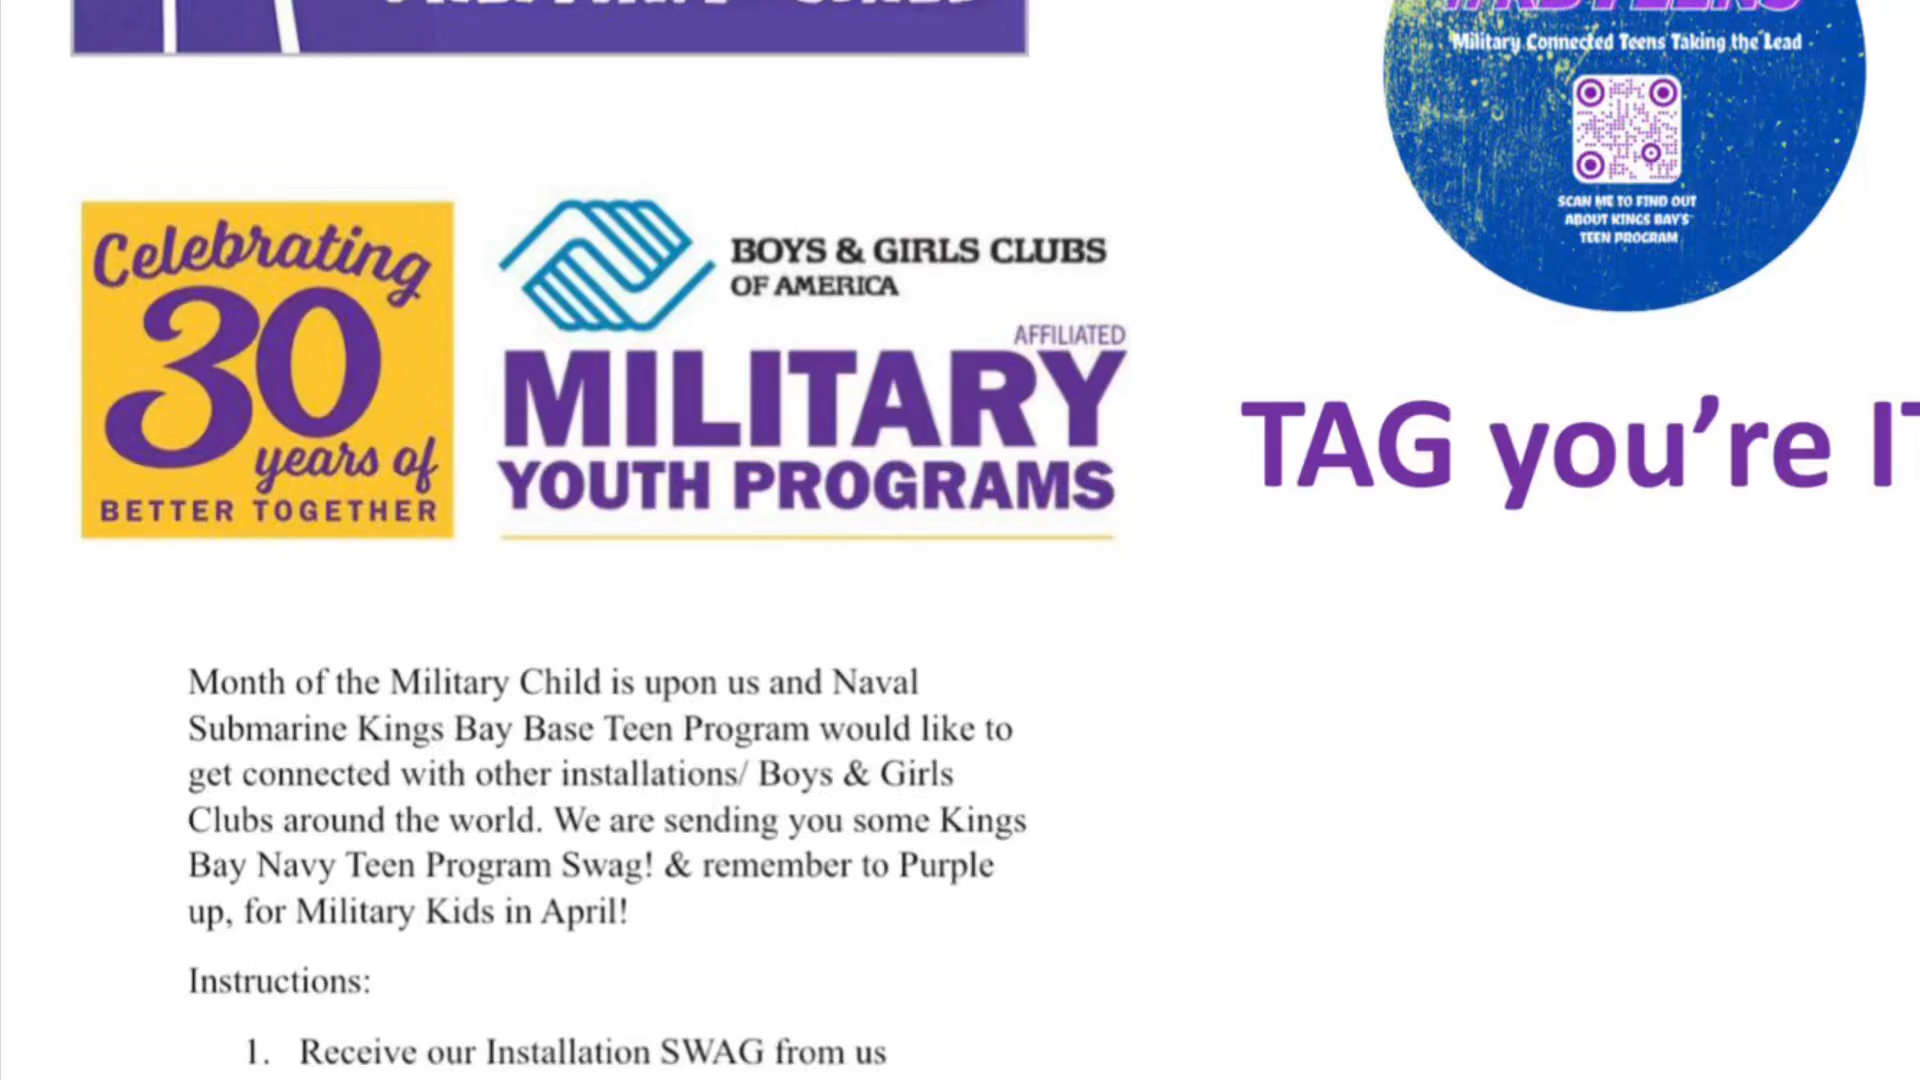 Military Connected Teens Taking the Lead
SCAN ME TO FIND OUT
ABOUT KINGS BAY'S
TEEN PROGRAM
Celebrating
30
years of
BETTER TOGETHER
BOYS & GIRLS CLUBS
OF AMERICA
AFFILIATED
MILITARY
YOUTH PROGRAMS
TAG you’re IT
Month of the Military Child is upon us and Naval
Submarine Kings Bay Base Teen Program would like to
get connected with other installations/ Boys & Girls
Clubs around the world. We are sending you some Kings
Bay Navy Teen Program Swag! & remember to Purple
up, for Military Kids in April!
Instructions:
1. Receive our Installation SWAG from us